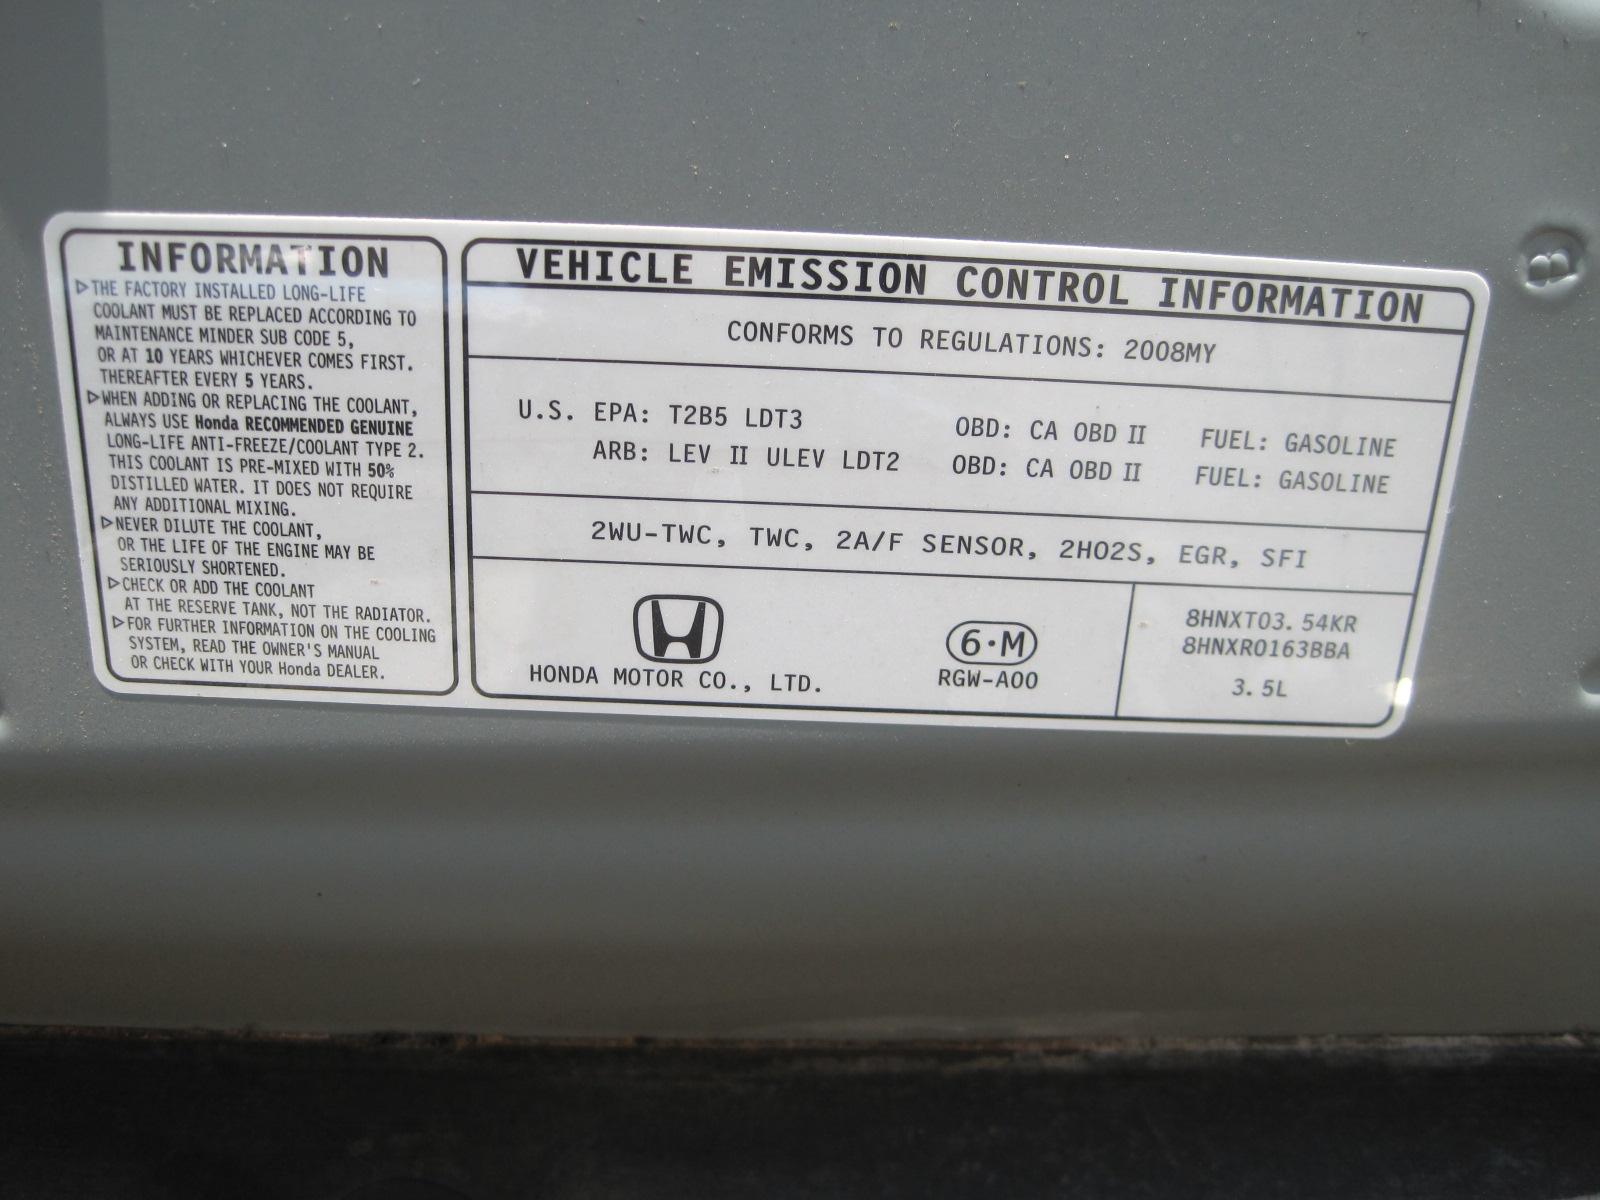 INFORMATION
▷THE FACTORY INSTALLED LONG-LIFE
COOLANT MUST BE REPLACED ACCORDING TO
MAINTENANCE MINDER SUB CODE 5,
OR AT 10 YEARS WHICHEVER COMES FIRST.
THEREAFTER EVERY 5 YEARS.
▷WHEN ADDING OR REPLACING THE COOLANT,
ALWAYS USE Honda RECOMMENDED GENUINE
LONG-LIFE ANTI-FREEZE/COOLANT TYPE 2.
THIS COOLANT IS PRE-MIXED WITH 50%
DISTILLED WATER. IT DOES NOT REQUIRE
ANY ADDITIONAL MIXING.
▷NEVER DILUTE THE COOLANT,
OR THE LIFE OF THE ENGINE MAY BE
SERIOUSLY SHORTENED.
▷CHECK OR ADD THE COOLANT
AT THE RESERVE TANK, NOT THE RADIATOR.
▷FOR FURTHER INFORMATION ON THE COOLING
SYSTEM, READ THE OWNER'S MANUAL
OR CHECK WITH YOUR Honda DEALER.
VEHICLE EMISSION CONTROL INFORMATION
CONFORMS TO REGULATIONS: 2008MY
U.S. EPA: T2B5 LDT3 OBD: CA OBD II FUEL: GASOLINE
ARB: LEV II ULEV LDT2 OBD: CA OBD II FUEL: GASOLINE
2WU-TWC, TWC, 2A/F SENSOR, 2HO2S, EGR, SFI
HONDA MOTOR CO., LTD.
6·M
RGW-A00
8HNXT03.54KR
8HNXR0163BBA
3.5L
B